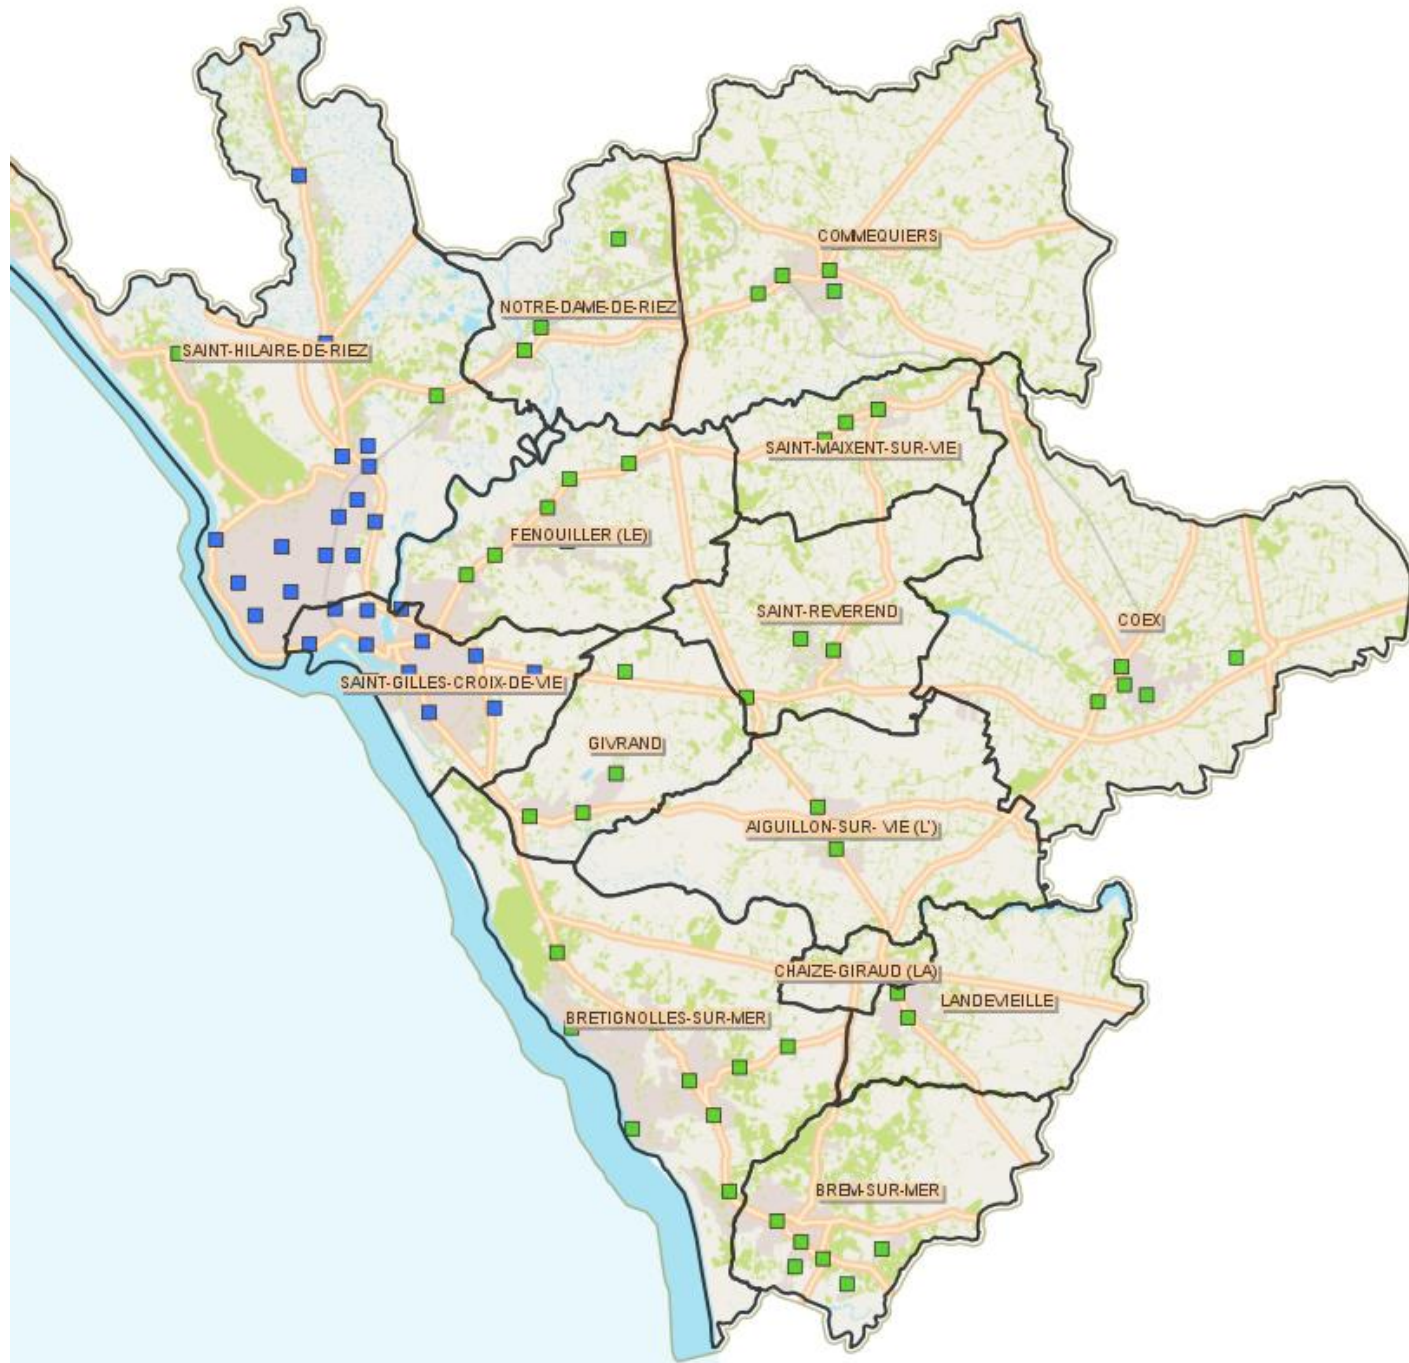 COMMEQUIERS
NOTRE-DAME-DE-RIEZ
SAINT-HILAIRE-DE-RIEZ
SAINT-MAIXENT-SUR-VIE
FENOUILLER (LE)
SAINT-REVEREND
COEX
SAINT-GILLES-CROIX-DE-VIE
GIVRAND
AIGUILLON-SUR- VIE (L')
CHAIZE-GIRAUD (LA)
LANDEVIEILLE
BRETIGNOLLES-SUR-MER
BREM-SUR-MER